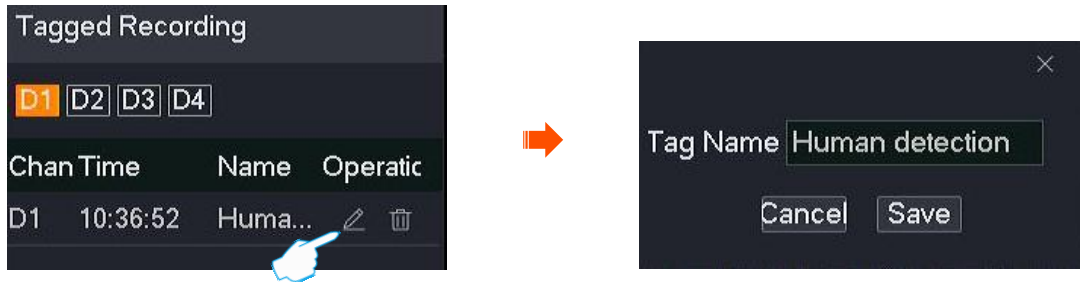 Tagged Recording
D1 D2 D3 D4
Chan Time Name Operatic
D1 10:36:52 Huma...
Tag Name Human detection
Cancel Save